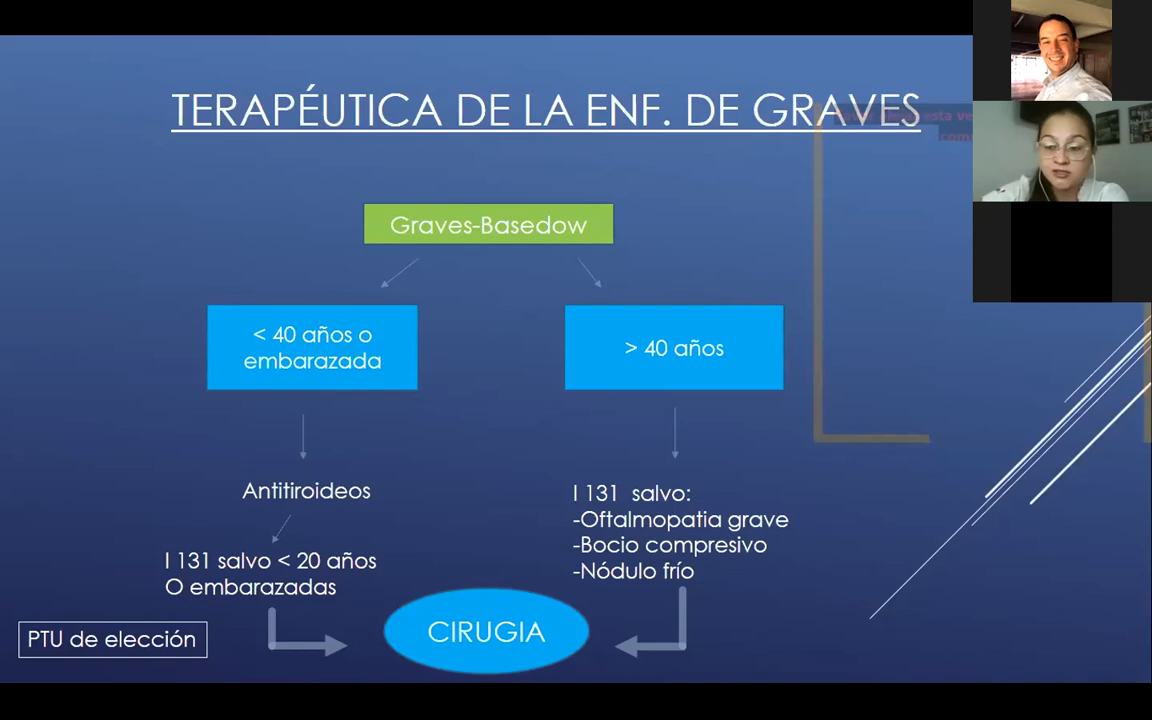 TERAPÉUTICA DE LA ENF. DE GRAVES
esta
Graves-Basedow
< 40 años o
embarazada
> 40 años
Antitiroideos
I 131 salvo < 20 años
O embarazadas
I 131 salvo:
-Oftalmopatia grave
-Bocio compresivo
-Nódulo frío
PTU de elección
CIRUGIA